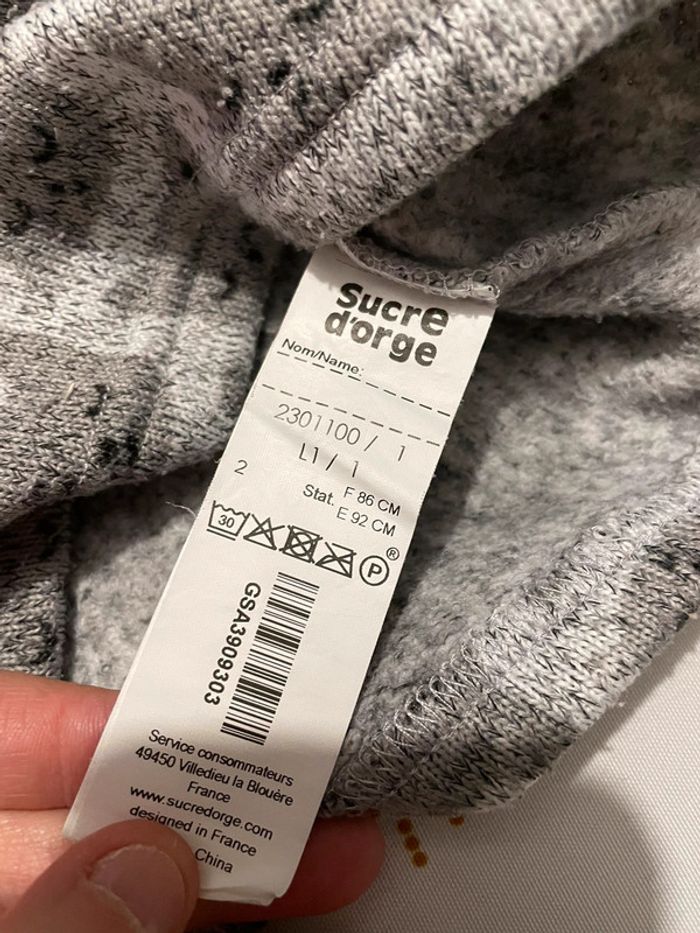 sucre
d'orge
Nom/Name:
2301100 / 1
L1 / 1
2
Stat. F 86 CM
E 92 CM
30
P ®
GSA3909303
Service consommateurs
49450 Villedieu la Blouère
France
www.sucredorge.com
designed in France
China